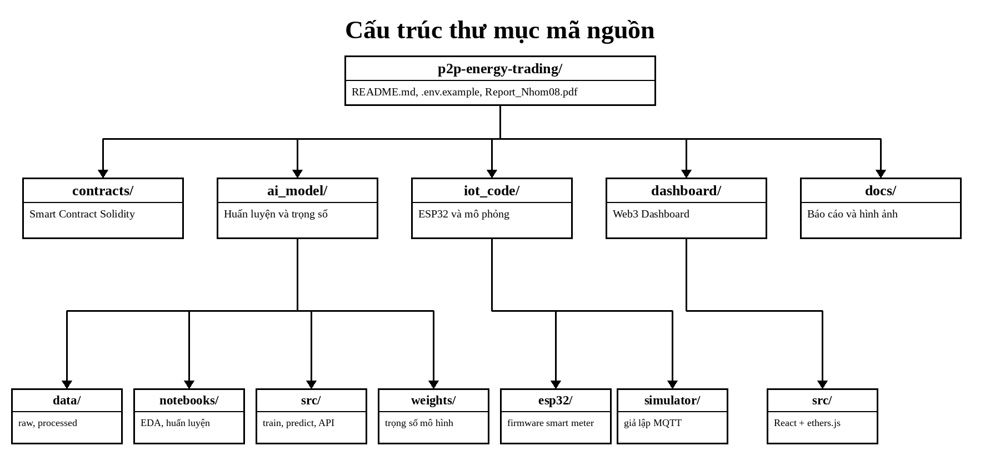 Cấu trúc thư mục mã nguồn
p2p-energy-trading/
README.md, .env.example, Report_Nhom08.pdf
contracts/
Smart Contract Solidity
ai_model/
Huấn luyện và trọng số
iot_code/
ESP32 và mô phỏng
dashboard/
Web3 Dashboard
docs/
Báo cáo và hình ảnh
data/
raw, processed
notebooks/
EDA, huấn luyện
src/
train, predict, API
weights/
trọng số mô hình
esp32/
firmware smart meter
simulator/
giả lập MQTT
src/
React + ethers.js